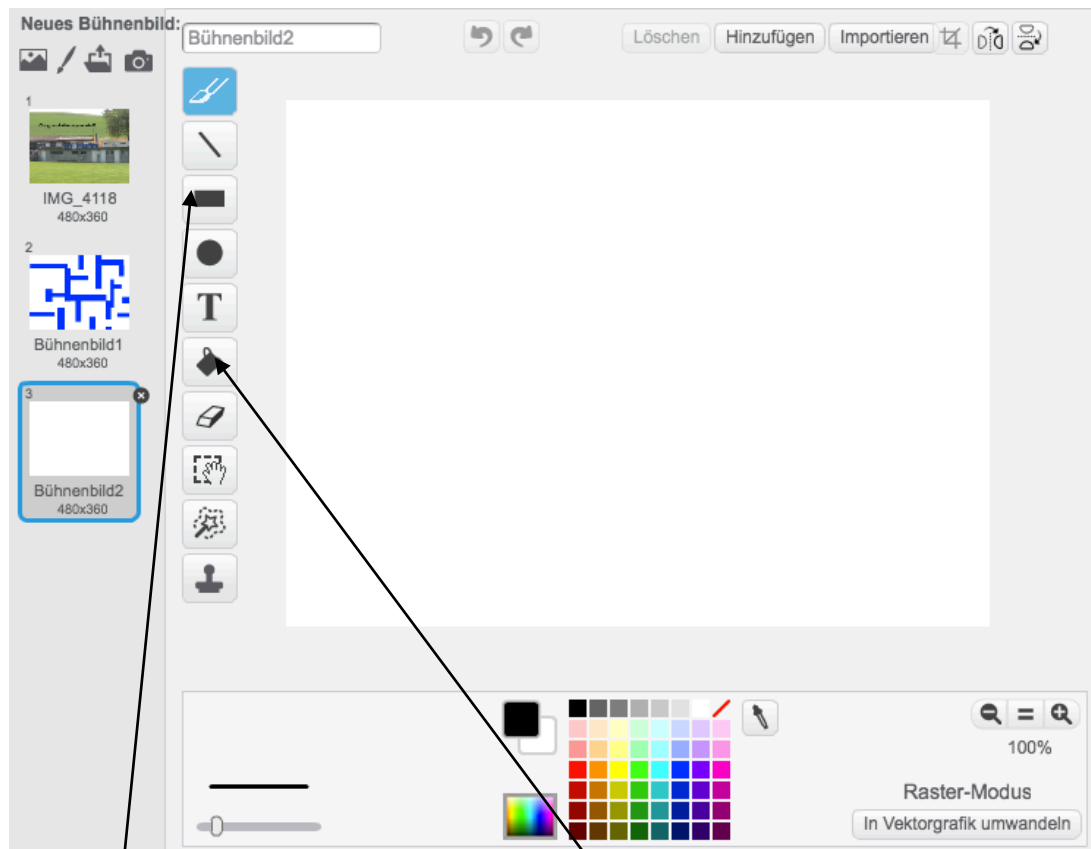 Neues Bühnenbild:
Bühnenbild2
Löschen
Hinzufügen
Importieren
1
IMG_4118
480x360
2
Bühnenbild1
480x360
3
Bühnenbild2
480x360
T
100%
Raster-Modus
In Vektorgrafik umwandeln